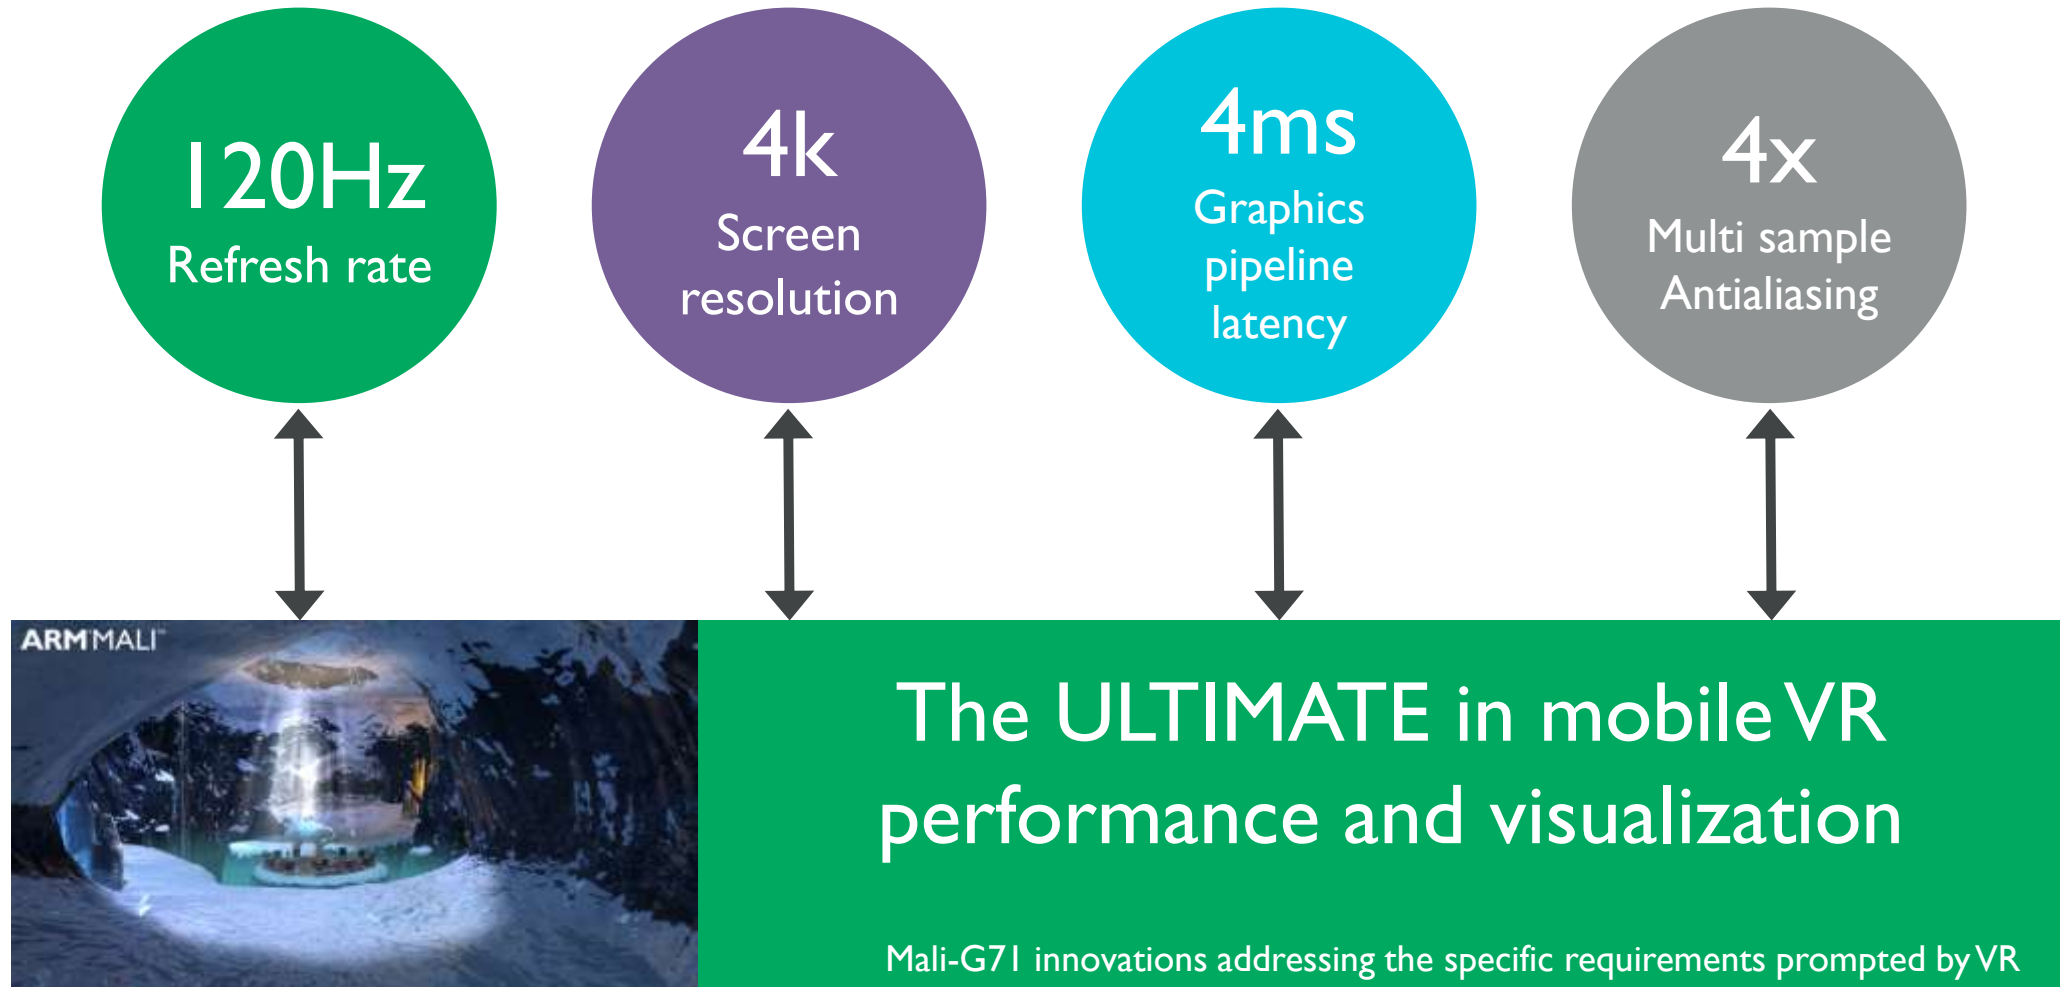 120Hz
Refresh rate
4k
Screen
resolution
4ms
Graphics
pipeline
latency
4x
Multi sample
Antialiasing
ARM MALI™
The ULTIMATE in mobile VR
performance and visualization
Mali-G71 innovations addressing the specific requirements prompted by VR